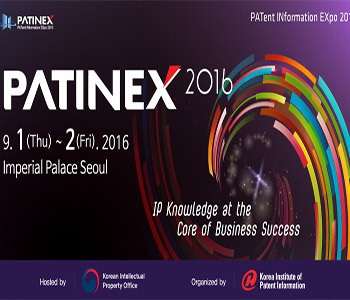 PATINEX
PATent INformation EXpo 2016
PATent INformation EXpo 201
PATINEX 2016
9. 1(Thu) ~ 2(Fri). 2016
Imperial Palace Seoul
IP Knowledge at the
Core of Business Success
Hosted by
Korean Intellectual
Property Office
Organized by
Korea Institute of
Patent Information